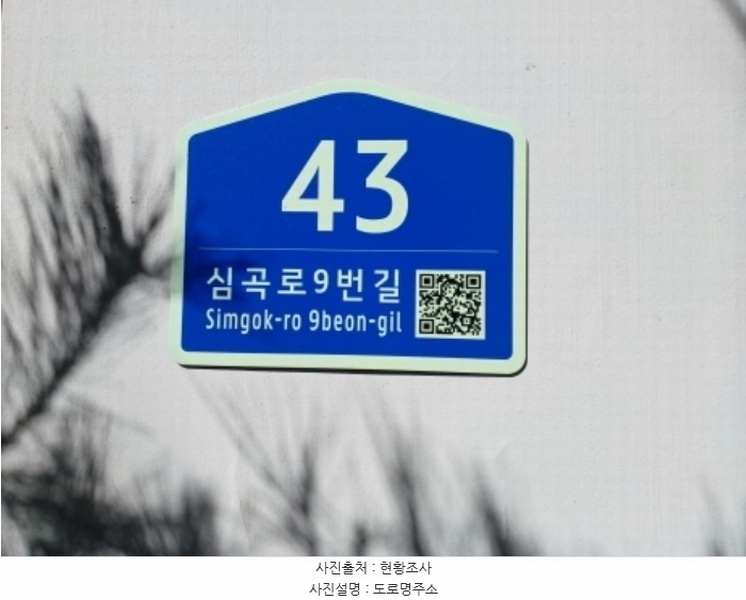 43
심곡로9번길
Simgok-ro 9beon-gil
사진출처 : 현황조사
사진설명 : 도로명주소